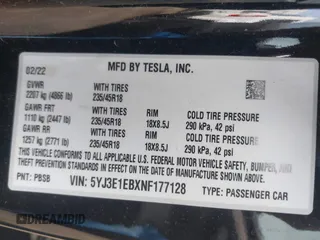 MFD BY TESLA, INC.
02/22
GVWR
2207 kg (4866 lb) WITH TIRES 235/45R18
GAWR FRT WITH TIRES RIM COLD TIRE PRESSURE
1110 kg (2447 lb) 235/45R18 18X8.5J 290 kPa, 42 psi
GAWR RR WITH TIRES RIM COLD TIRE PRESSURE
1257 kg (2771 lb) 235/45R18 18X8.5J 290 kPa, 42 psi
THIS VEHICLE CONFORMS TO ALL APPLICABLE U.S. FEDERAL MOTOR VEHICLE SAFETY, BUMPER, AND
THEFT PREVENTION STANDARDS IN EFFECT ON THE DATE OF MANUFACTURE SHOWN ABOVE.
PNT: PBSB VIN: 5YJ3E1EBXNF177128 TYPE: PASSENGER CAR
DREAMBID